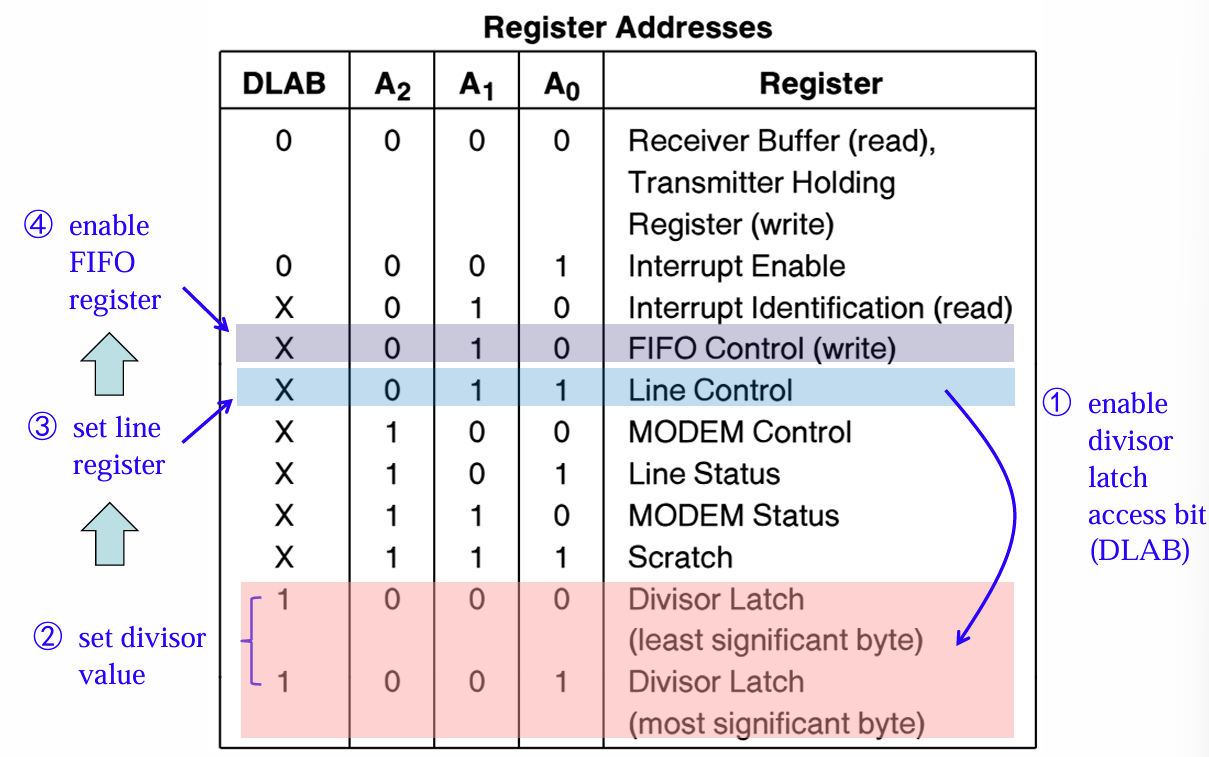 Register Addresses
DLAB A2 A1 A0 Register
0 0 0 0 Receiver Buffer (read),
Transmitter Holding
Register (write)
0 0 0 1 Interrupt Enable
X 0 1 0 Interrupt Identification (read)
X 0 1 0 FIFO Control (write)
X 0 1 1 Line Control
X 1 0 0 MODEM Control
X 1 0 1 Line Status
X 1 1 0 MODEM Status
X 1 1 1 Scratch
1 0 0 0 Divisor Latch
(least significant byte)
1 0 0 1 Divisor Latch
(most significant byte)
① enable
divisor
latch
access bit
(DLAB)
② set divisor
value
③ set line
register
④ enable
FIFO
register